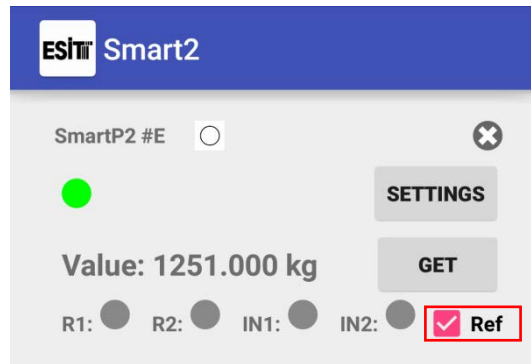 ESiT Smart2
SmartP2 #E
SETTINGS
Value: 1251.000 kg GET
R1: R2: IN1: IN2: Ref